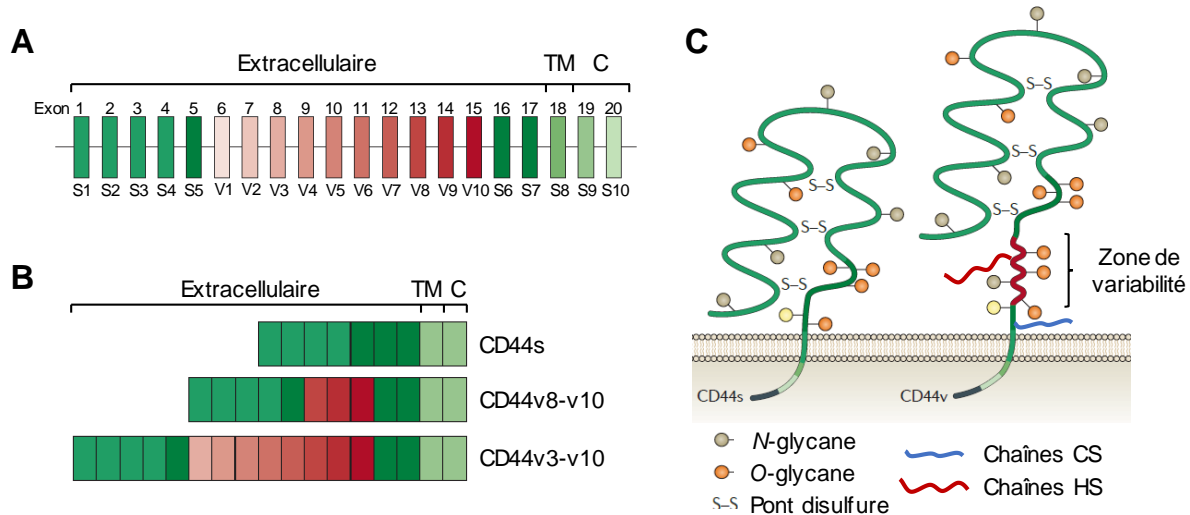 A
Extracellulaire TM C
Exon 1 2 3 4 5 6 7 8 9 10 11 12 13 14 15 16 17 18 19 20
S1 S2 S3 S4 S5 V1 V2 V3 V4 V5 V6 V7 V8 V9 V10 S6 S7 S8 S9 S10
B
Extracellulaire TM C
CD44s
CD44v8-v10
CD44v3-v10
C
S–S
S–S
S–S
S–S
S–S
S–S
Zone de
variabilité
CD44s
CD44v
N-glycane
O-glycane
S–S Pont disulfure
Chaînes CS
Chaînes HS